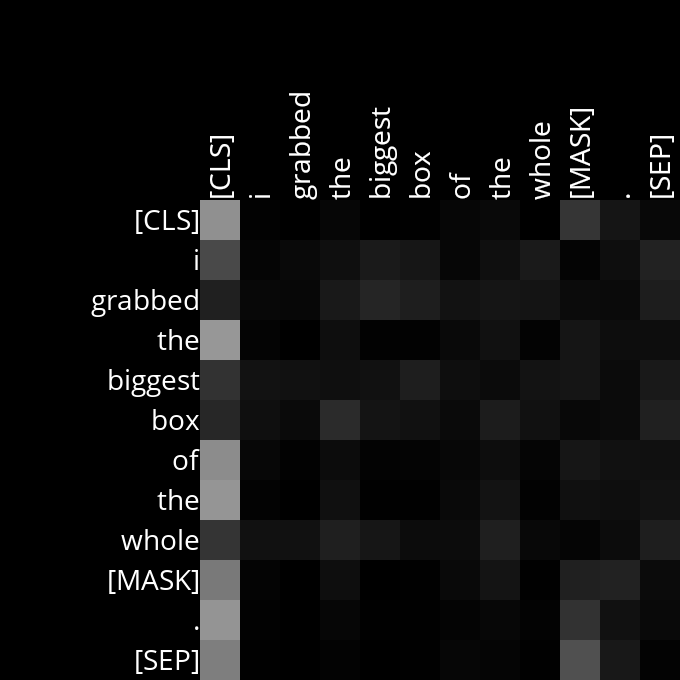 [CLS] i grabbed the biggest box of the whole [MASK] . [SEP]
[CLS]
i
grabbed
the
biggest
box
of
the
whole
[MASK]
.
[SEP]